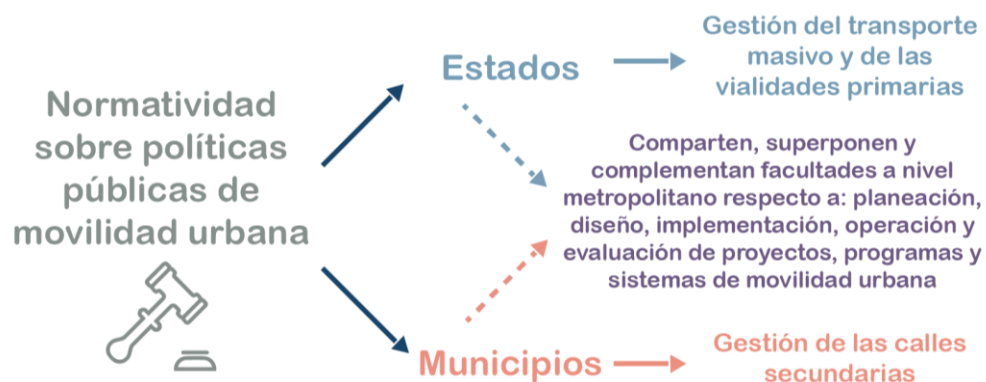 Normatividad
sobre políticas
públicas de
movilidad urbana
Estados
Gestión del transporte
masivo y de las
vialidades primarias
Comparten, superponen y
complementan facultades a nivel
metropolitano respecto a: planeación,
diseño, implementación, operación y
evaluación de proyectos, programas y
sistemas de movilidad urbana
Municipios
Gestión de las calles
secundarias